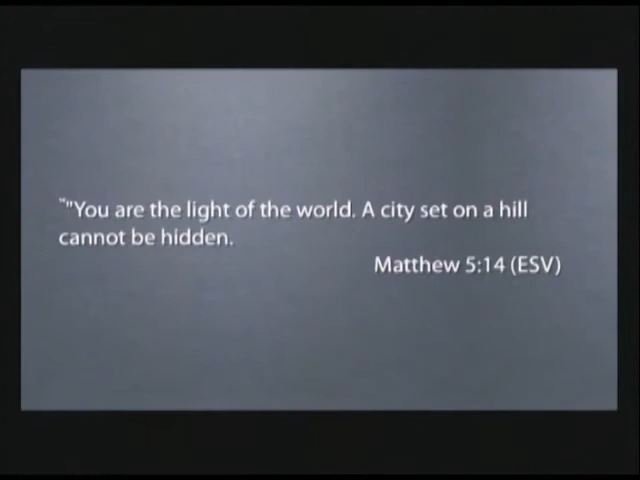 ""You are the light of the world. A city set on a hill
cannot be hidden.
Matthew 5:14 (ESV)